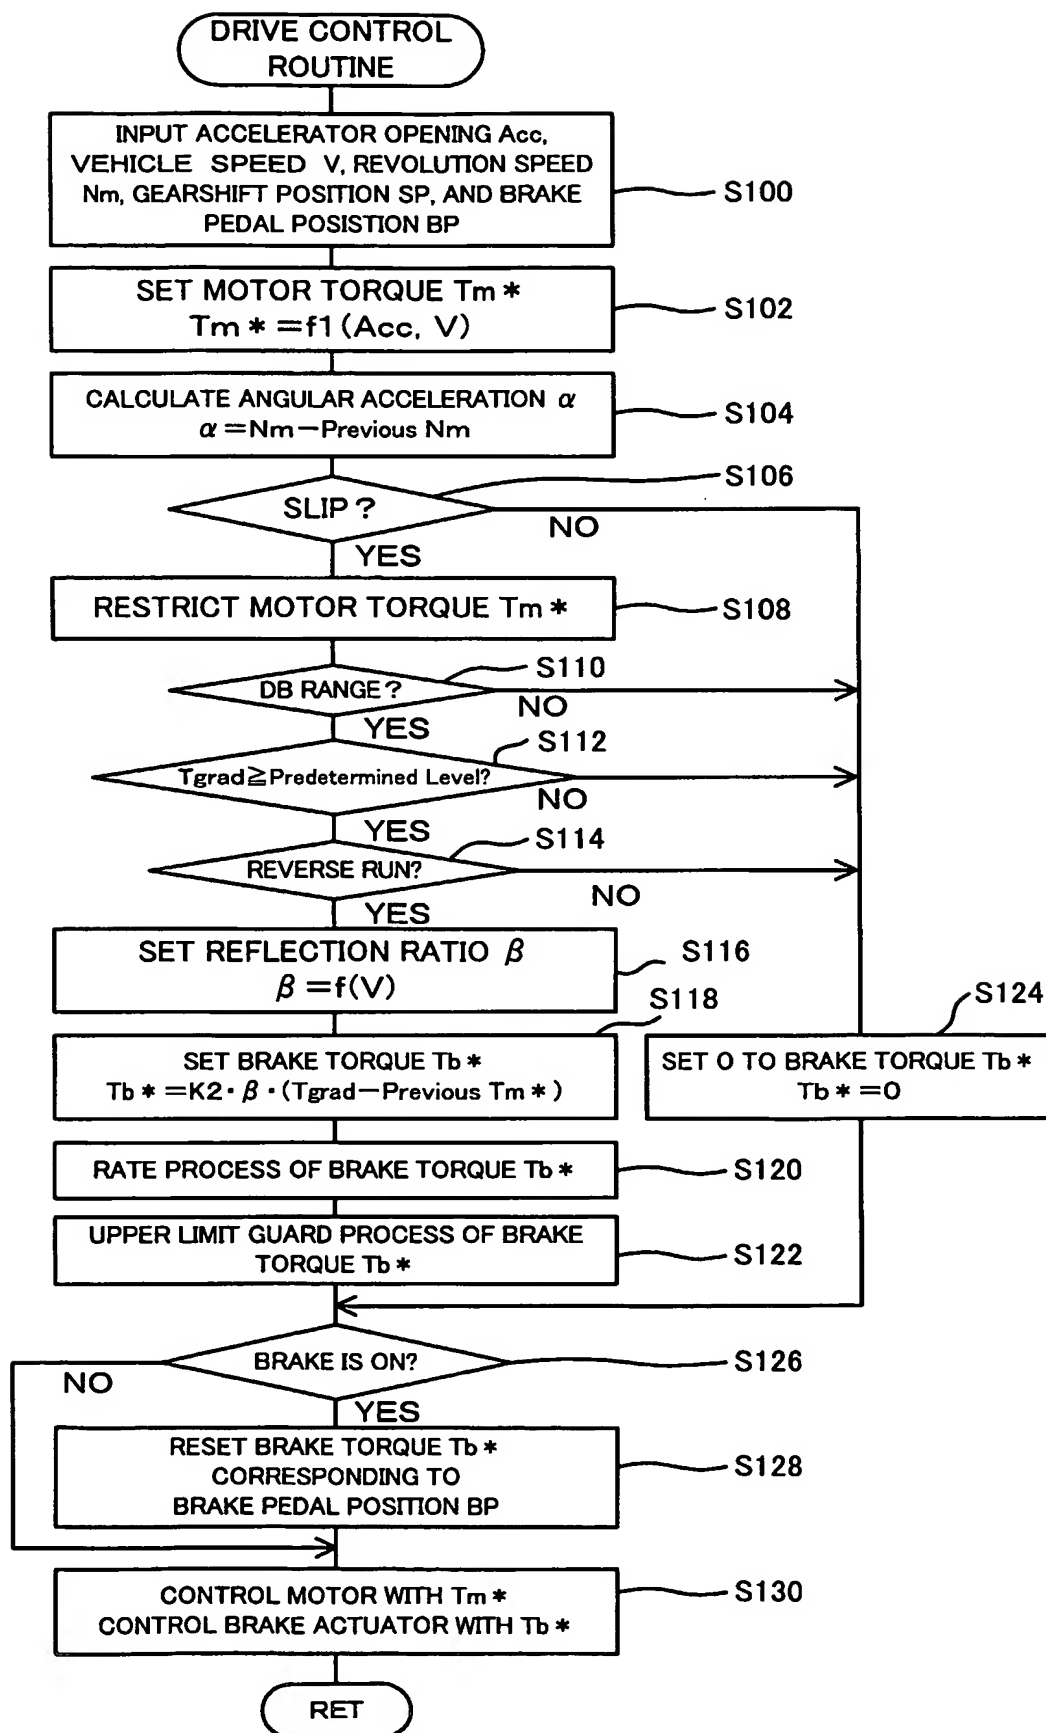 DRIVE CONTROL
ROUTINE
INPUT ACCELERATOR OPENING Acc,
VEHICLE SPEED V, REVOLUTION SPEED
Nm, GEARSHIFT POSITION SP, AND BRAKE
PEDAL POSISTION BP
S100
SET MOTOR TORQUE Tm*
Tm*=f1(Acc, V)
S102
CALCULATE ANGULAR ACCELERATION α
α=Nm-Previous Nm
S104
S106
SLIP?
NO
YES
RESTRICT MOTOR TORQUE Tm*
S108
S110
DB RANGE?
NO
YES
S112
Tgrad≧Predetermined Level?
NO
YES
S114
REVERSE RUN?
NO
YES
SET REFLECTION RATIO β
β=f(V)
S116
S118
SET BRAKE TORQUE Tb*
Tb*=K2·β·(Tgrad-Previous Tm*)
S124
SET 0 TO BRAKE TORQUE Tb*
Tb*=0
RATE PROCESS OF BRAKE TORQUE Tb*
S120
UPPER LIMIT GUARD PROCESS OF BRAKE
TORQUE Tb*
S122
BRAKE IS ON?
S126
NO
YES
RESET BRAKE TORQUE Tb*
CORRESPONDING TO
BRAKE PEDAL POSITION BP
S128
CONTROL MOTOR WITH Tm*
CONTROL BRAKE ACTUATOR WITH Tb*
S130
RET